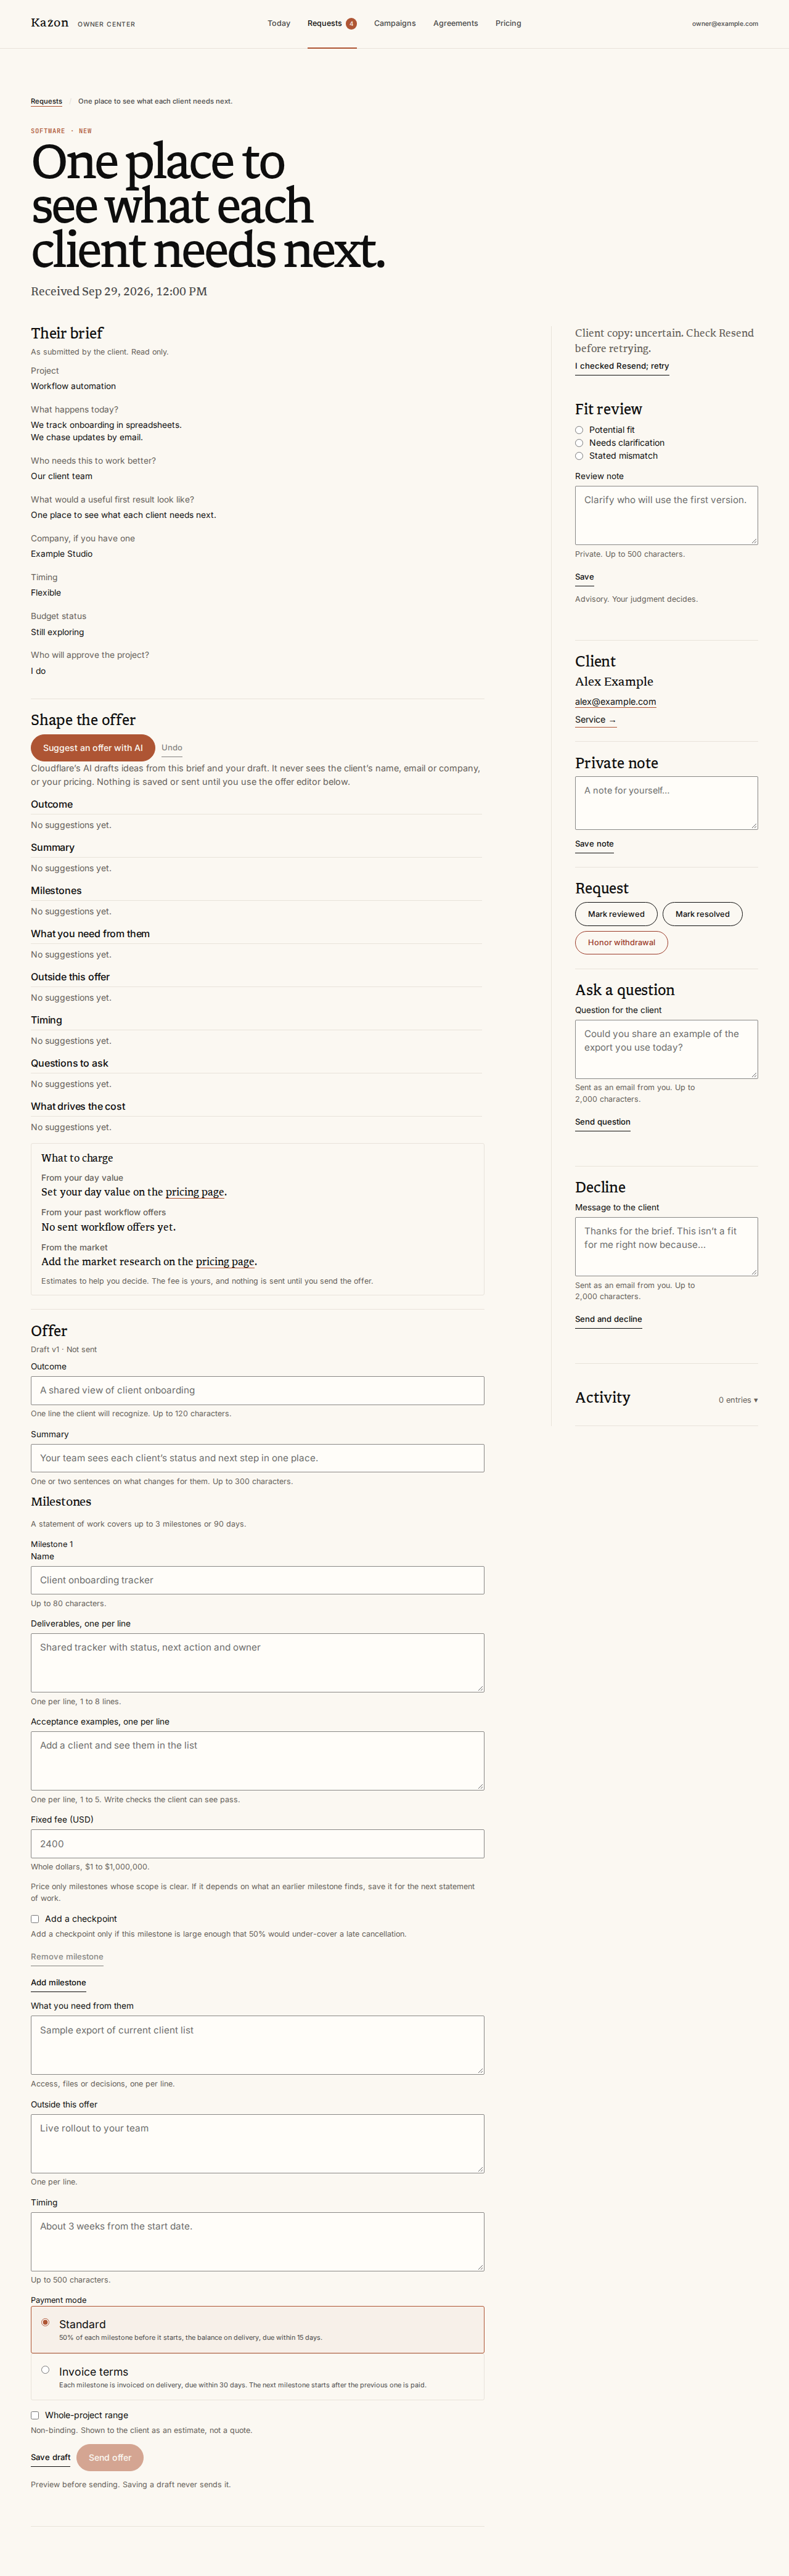 Kazon OWNER CENTER
Today
Requests 4
Campaigns
Agreements
Pricing
owner@example.com
Requests / One place to see what each client needs next.
SOFTWARE · NEW
One place to
see what each
client needs next.
Received Sep 29, 2026, 12:00 PM
Their brief
As submitted by the client. Read only.
Project
Workflow automation
What happens today?
We track onboarding in spreadsheets.
We chase updates by email.
Who needs this to work better?
Our client team
What would a useful first result look like?
One place to see what each client needs next.
Company, if you have one
Example Studio
Timing
Flexible
Budget status
Still exploring
Who will approve the project?
I do
Shape the offer
Suggest an offer with AI
Undo
Cloudflare's AI drafts ideas from this brief and your draft. It never sees the client's name, email or company,
or your pricing. Nothing is saved or sent until you use the offer editor below.
Outcome
No suggestions yet.
Summary
No suggestions yet.
Milestones
No suggestions yet.
What you need from them
No suggestions yet.
Outside this offer
No suggestions yet.
Timing
No suggestions yet.
Questions to ask
No suggestions yet.
What drives the cost
No suggestions yet.
What to charge
From your day value
Set your day value on the pricing page.
From your past workflow offers
No sent workflow offers yet.
From the market
Add the market research on the pricing page.
Estimates to help you decide. The fee is yours, and nothing is sent until you send the offer.
Offer
Draft v1 · Not sent
Outcome
A shared view of client onboarding
One line the client will recognize. Up to 120 characters.
Summary
Your team sees each client's status and next step in one place.
One or two sentences on what changes for them. Up to 300 characters.
Milestones
A statement of work covers up to 3 milestones or 90 days.
Milestone 1
Name
Client onboarding tracker
Up to 80 characters.
Deliverables, one per line
Shared tracker with status, next action and owner
One per line, 1 to 8 lines.
Acceptance examples, one per line
Add a client and see them in the list
One per line, 1 to 5. Write checks the client can see pass.
Fixed fee (USD)
2400
Whole dollars, $1 to $1,000,000.
Price only milestones whose scope is clear. If it depends on what an earlier milestone finds, save it for the next statement
of work.
Add a checkpoint
Add a checkpoint only if this milestone is large enough that 50% would under-cover a late cancellation.
Remove milestone
Add milestone
What you need from them
Sample export of current client list
Access, files or decisions, one per line.
Outside this offer
Live rollout to your team
One per line.
Timing
About 3 weeks from the start date.
Up to 500 characters.
Payment mode
Standard
50% of each milestone before it starts, the balance on delivery, due within 15 days.
Invoice terms
Each milestone is invoiced on delivery, due within 30 days. The next milestone starts after the previous one is paid.
Whole-project range
Non-binding. Shown to the client as an estimate, not a quote.
Save draft
Send offer
Preview before sending. Saving a draft never sends it.
Client copy: uncertain. Check Resend
before retrying.
I checked Resend; retry
Fit review
Potential fit
Needs clarification
Stated mismatch
Review note
Clarify who will use the first version.
Private. Up to 500 characters.
Save
Advisory. Your judgment decides.
Client
Alex Example
alex@example.com
Service →
Private note
A note for yourself…
Save note
Request
Mark reviewed
Mark resolved
Honor withdrawal
Ask a question
Question for the client
Could you share an example of the
export you use today?
Sent as an email from you. Up to
2,000 characters.
Send question
Decline
Message to the client
Thanks for the brief. This isn't a fit
for me right now because…
Sent as an email from you. Up to
2,000 characters.
Send and decline
Activity
0 entries ▾